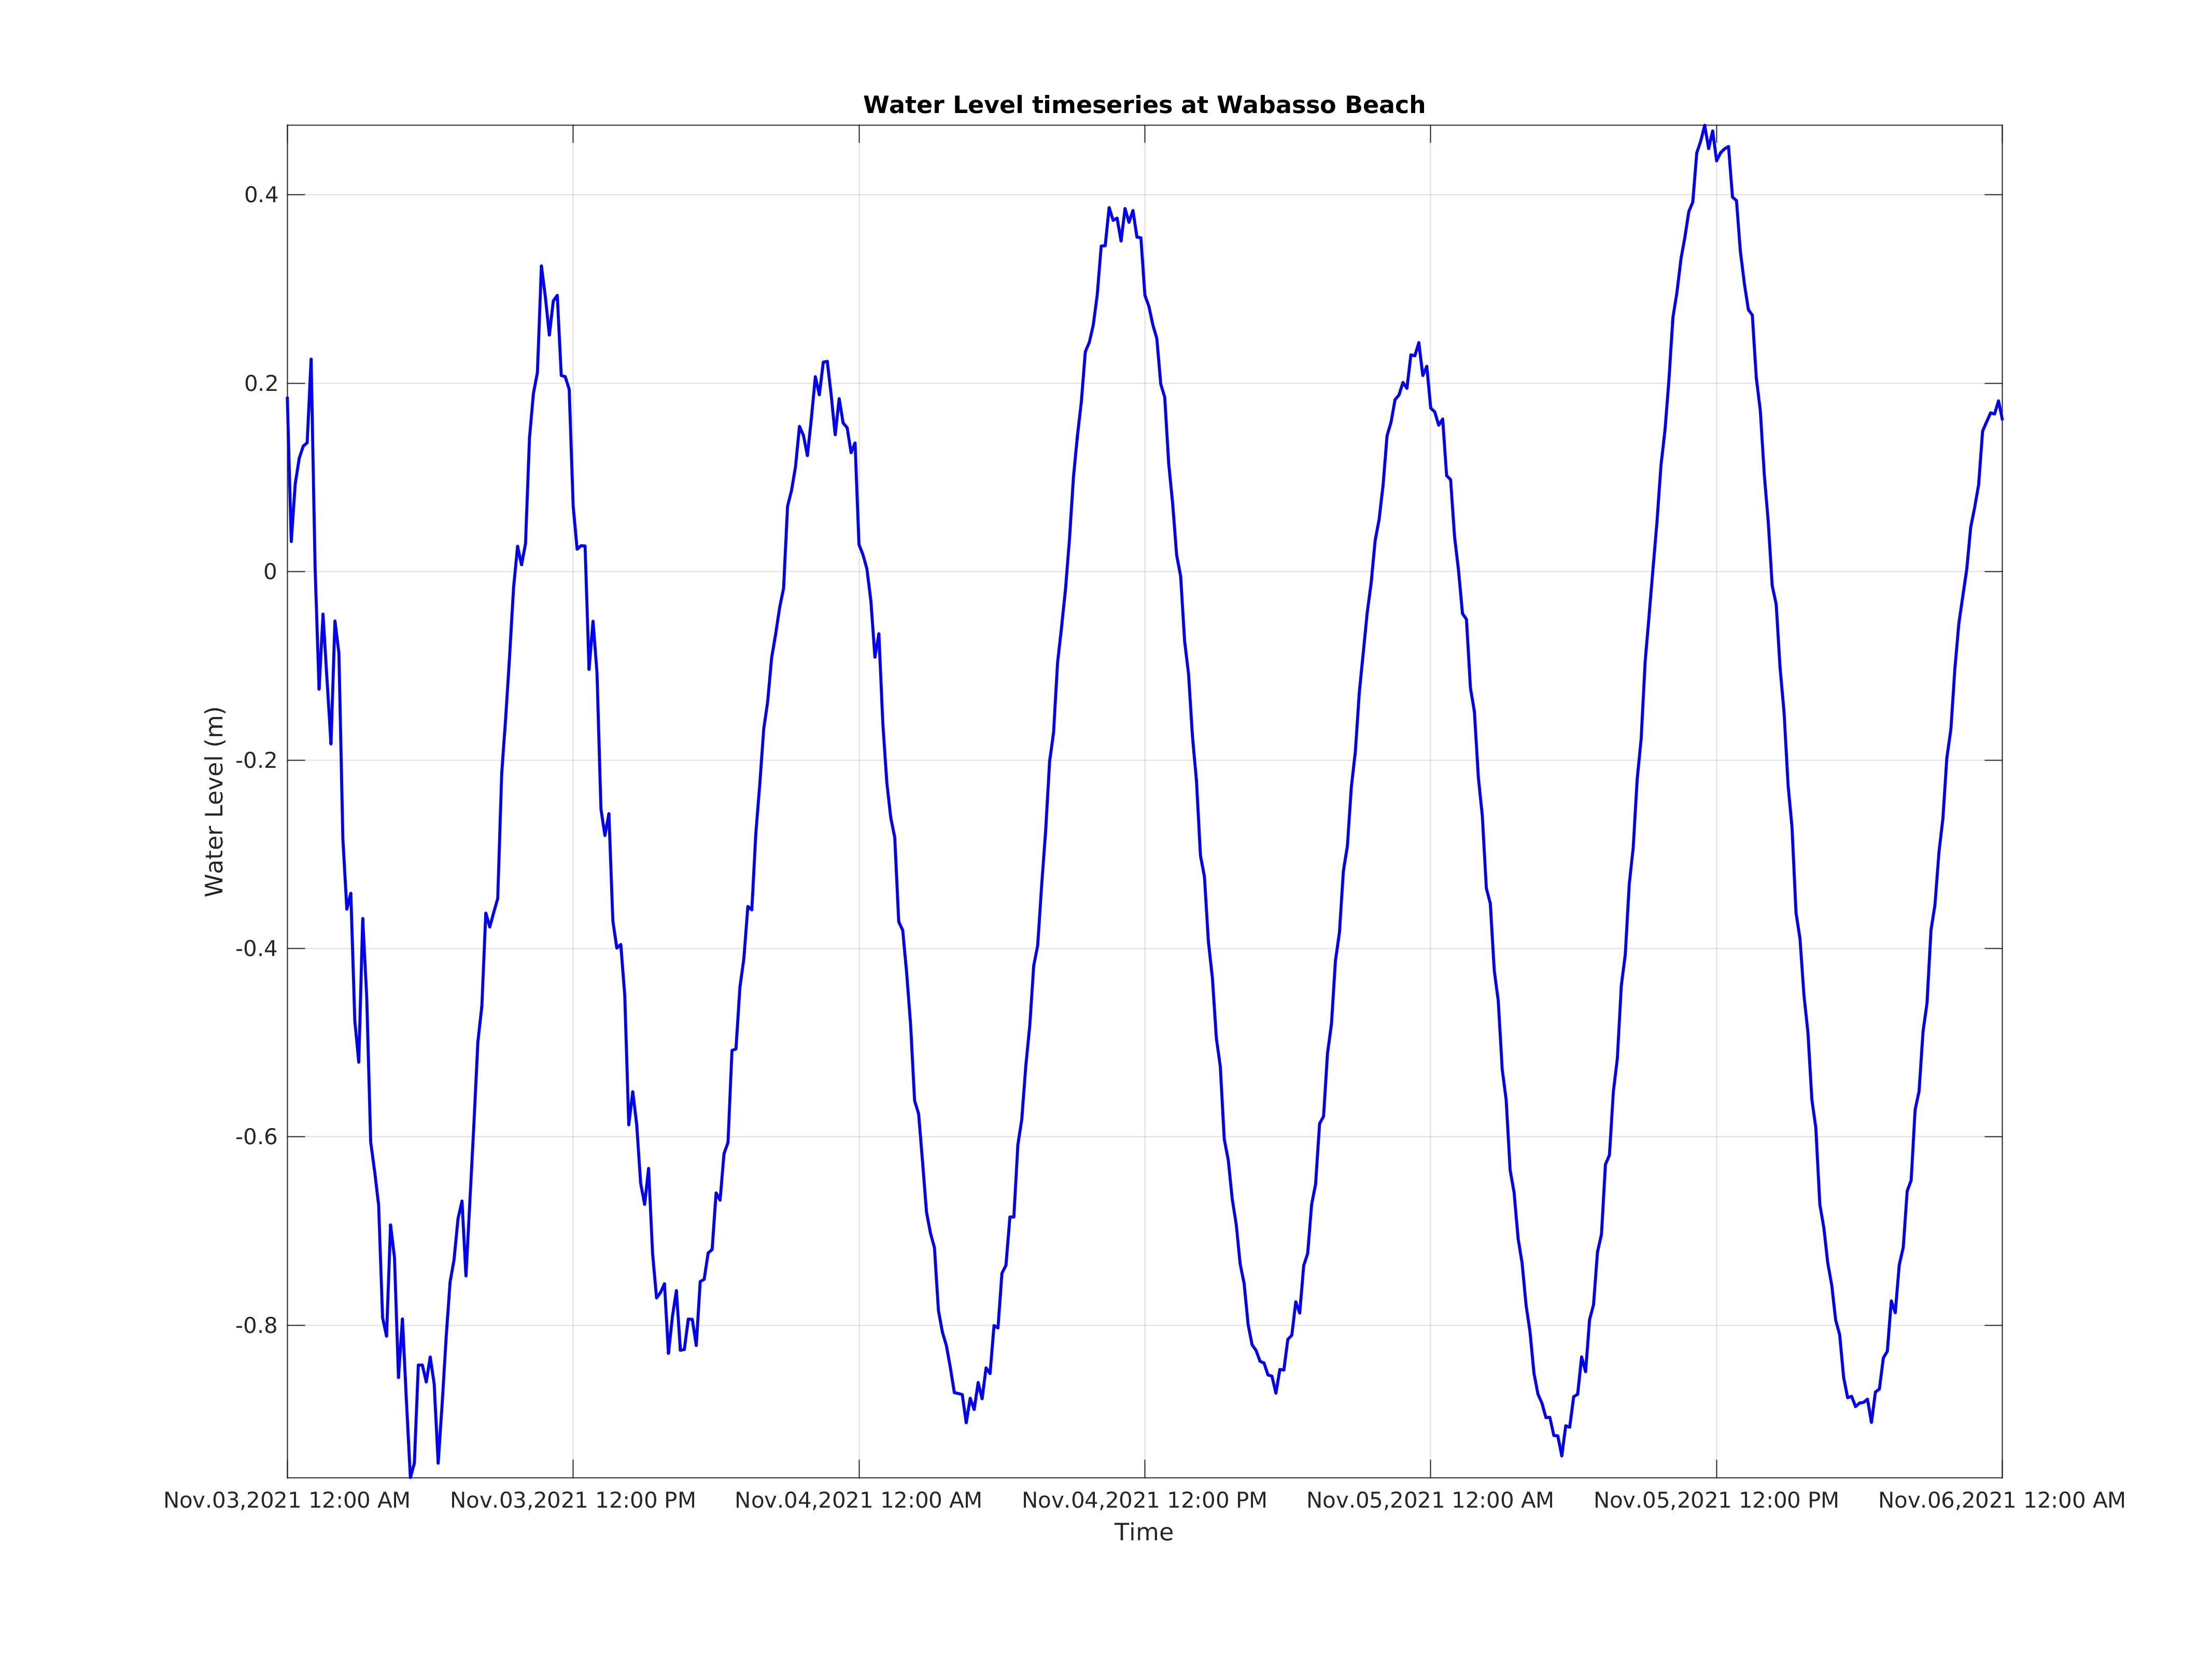 Water Level timeseries at Wabasso Beach
0.4
0.2
0
-0.2
-0.4
-0.6
-0.8
Water Level (m)
Nov.03,2021 12:00 AM
Nov.03,2021 12:00 PM
Nov.04,2021 12:00 AM
Nov.04,2021 12:00 PM
Nov.05,2021 12:00 AM
Nov.05,2021 12:00 PM
Nov.06,2021 12:00 AM
Time